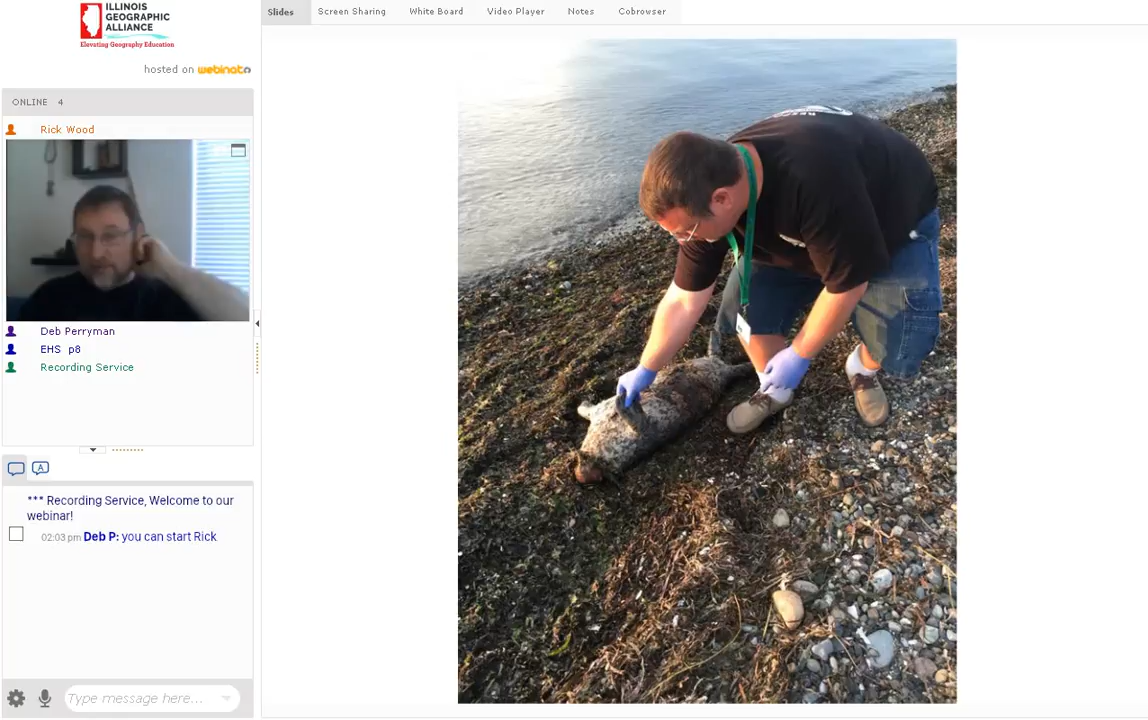 ILLINOIS
GEOGRAPHIC
ALLIANCE
Elevating Geography Education
hosted on webinato
ONLINE 4
Rick Wood
Deb Perryman
EHS p8
Recording Service
*** Recording Service, Welcome to our
webinar!
02:03 pm Deb P: you can start Rick
Type message here...
Slides Screen Sharing White Board Video Player Notes Cobrowser